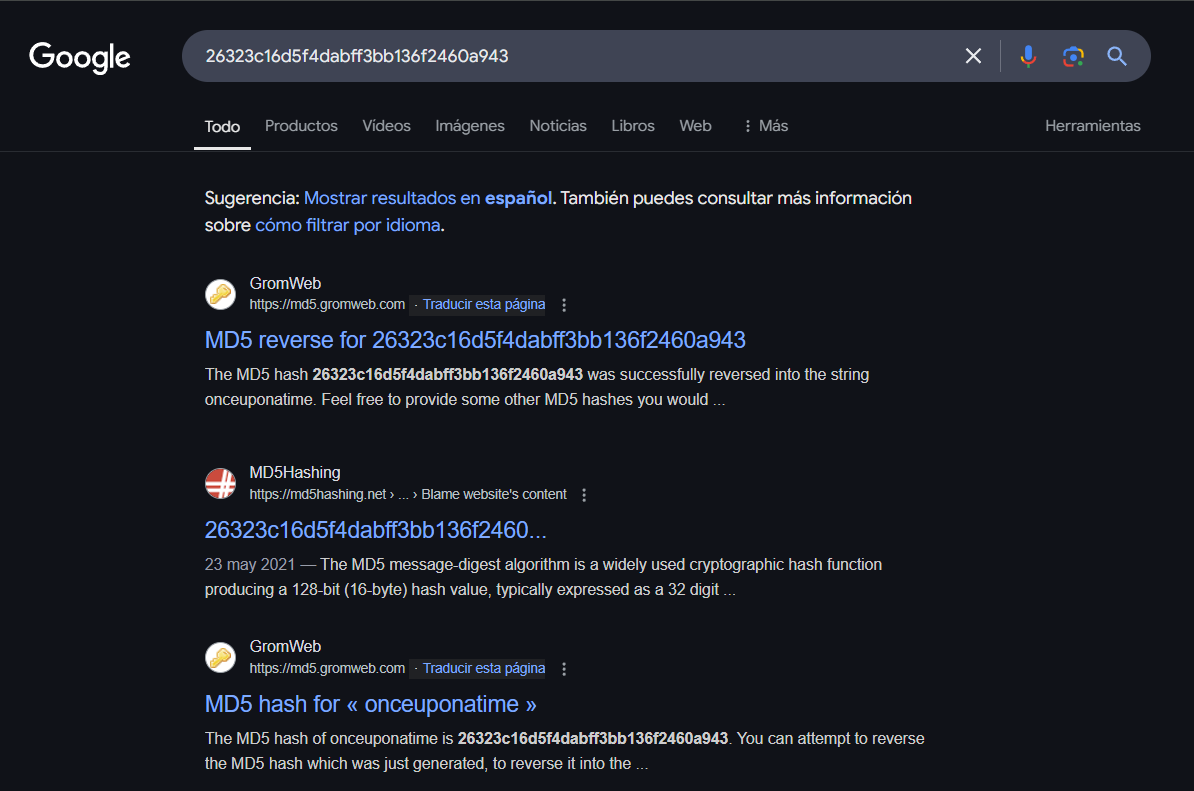 Google
26323c16d5f4dabff3bb136f2460a943
Todo Productos Vídeos Imágenes Noticias Libros Web Más Herramientas
Sugerencia: Mostrar resultados en español. También puedes consultar más información
sobre cómo filtrar por idioma.
GromWeb
https://md5.gromweb.com · Traducir esta página
MD5 reverse for 26323c16d5f4dabff3bb136f2460a943
The MD5 hash 26323c16d5f4dabff3bb136f2460a943 was successfully reversed into the string
onceuponatime. Feel free to provide some other MD5 hashes you would ...
MD5Hashing
https://md5hashing.net › ... › Blame website's content
26323c16d5f4dabff3bb136f2460...
23 may 2021 — The MD5 message-digest algorithm is a widely used cryptographic hash function
producing a 128-bit (16-byte) hash value, typically expressed as a 32 digit ...
GromWeb
https://md5.gromweb.com · Traducir esta página
MD5 hash for « onceuponatime »
The MD5 hash of onceuponatime is 26323c16d5f4dabff3bb136f2460a943. You can attempt to reverse
the MD5 hash which was just generated, to reverse it into the ...